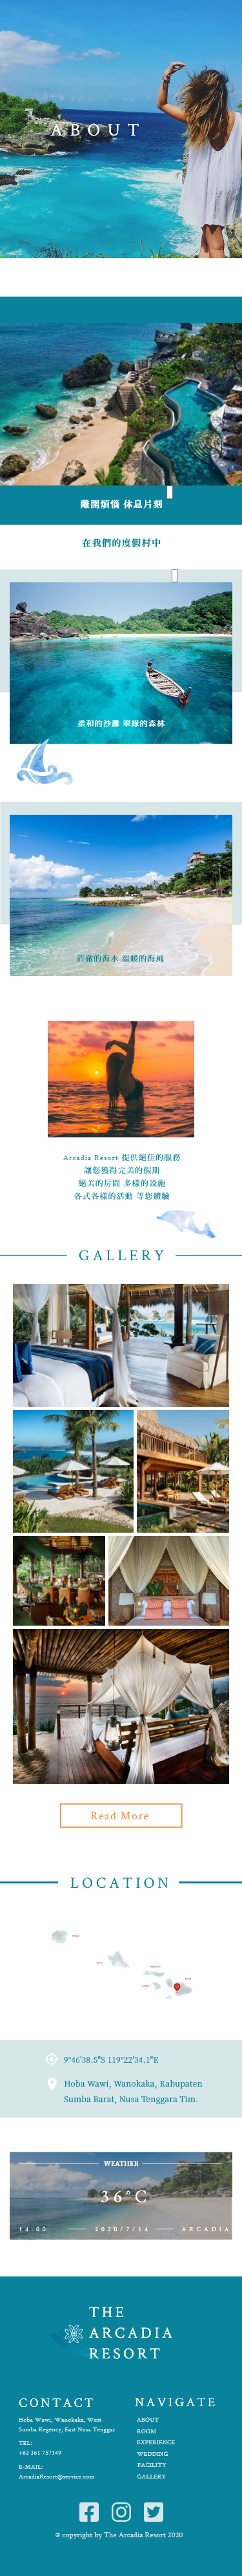 ABOUT
離開煩惱 休息片刻
在我們的度假村中
柔和的沙灘 翠綠的森林
清澈的海水 溫暖的海風
Arcadia Resort 提供絕佳的服務
讓您獲得完美的假期
絕美的房間 多樣的設施
各式各樣的活動 等您體驗
GALLERY
Read More
LOCATION
9°46'38.5"S 119°22'34.1"E
Hoba Wawi, Wanokaka, Kabupaten
Sumba Barat, Nusa Tenggara Tim.
WEATHER
36°C
14:00
2020/7/14
ARCADIA
THE
ARCADIA
RESORT
CONTACT
Hoba Wawi, Wanokaka, West
Sumba Regency, East Nusa Tenggar
TEL:
+62 361 757149
E-MAIL:
ArcadiaResort@service.com
NAVIGATE
ABOUT
ROOM
EXPERIENCE
WEDDING
FACILITY
GALLERY
© copyright by The Arcadia Resort 2020